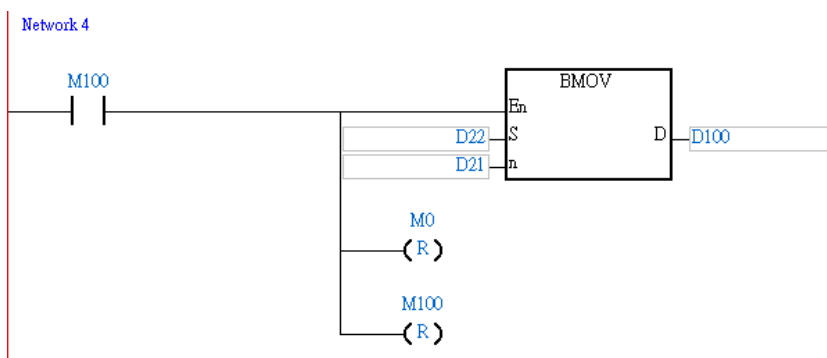 Network 4
M100
BMOV
En
D22 S D D100
D21 n
M0
R
M100
R